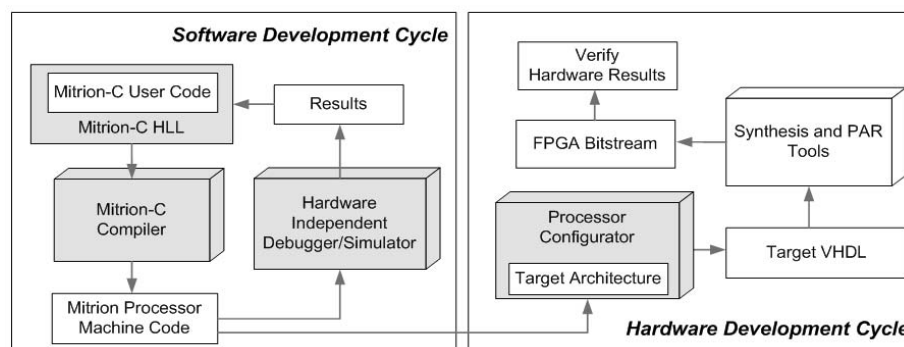 Software Development Cycle
Mitrion-C User Code
Mitrion-C HLL
Results
Mitrion-C
Compiler
Hardware
Independent
Debugger/Simulator
Mitrion Processor
Machine Code
Verify
Hardware Results
FPGA Bitstream
Synthesis and PAR
Tools
Processor
Configurator
Target Architecture
Target VHDL
Hardware Development Cycle